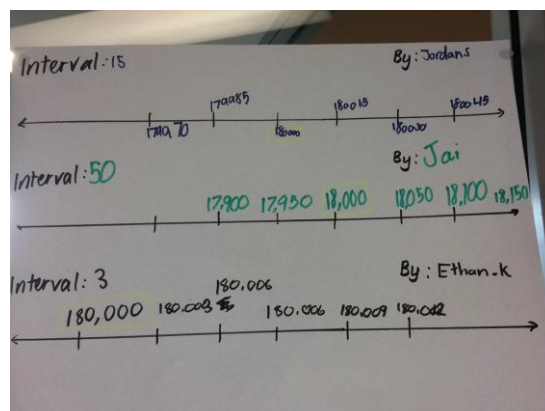 Interval: 15 By: Jordans
179985 180015 180045
179970 180000 180030
Interval: 50 By: Jai
17,900 17,950 18,000 18,050 18,100 18,150
Interval: 3 By: Ethan.k
180.006
180,000 180.003 180.006 180.009 180.012